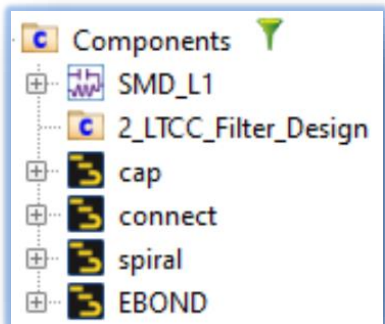 Components
SMD_L1
2_LTCC_Filter_Design
cap
connect
spiral
EBOND